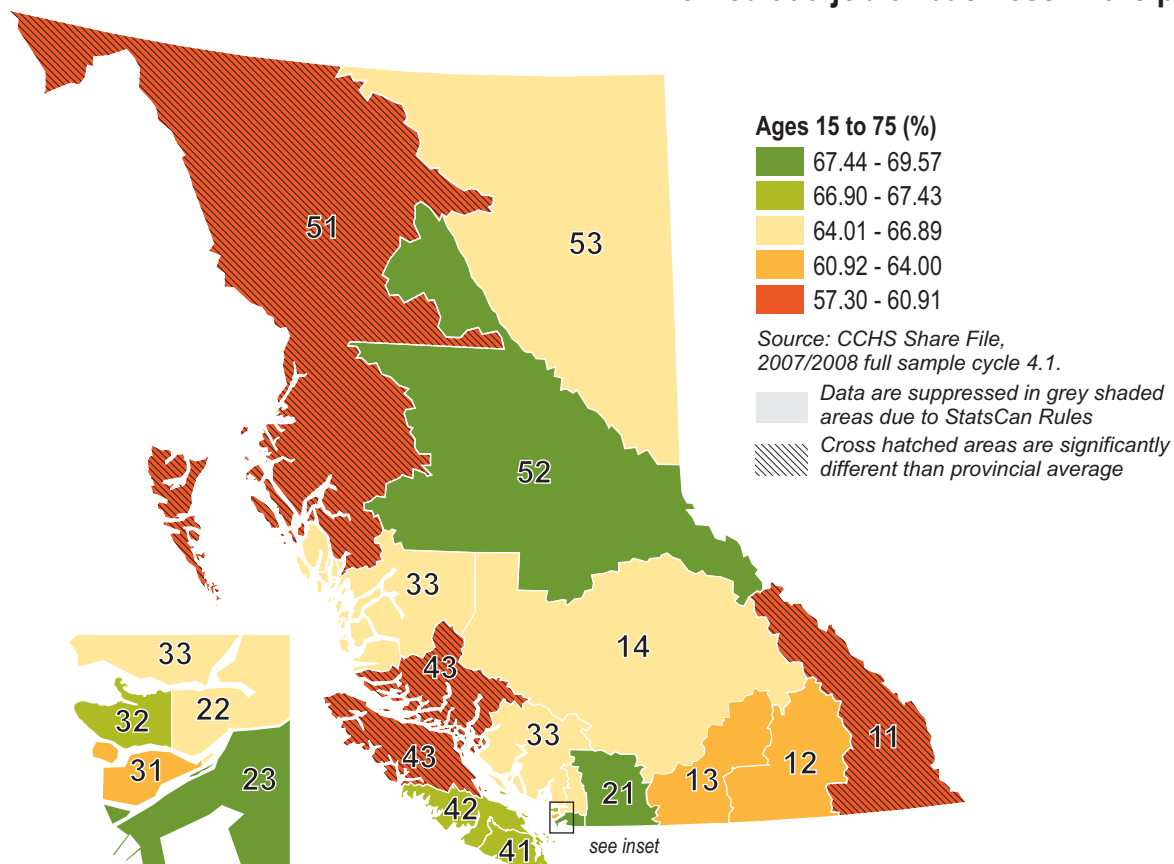 Ages 15 to 75 (%)
67.44 - 69.57
66.90 - 67.43
64.01 - 66.89
60.92 - 64.00
57.30 - 60.91
Source: CCHS Share File,
2007/2008 full sample cycle 4.1.
Data are suppressed in grey shaded
areas due to StatsCan Rules
Cross hatched areas are significantly
different than provincial average
51
53
52
33
14
43
33
43
11
12
13
21
42
41
see inset
33
32
22
31
23